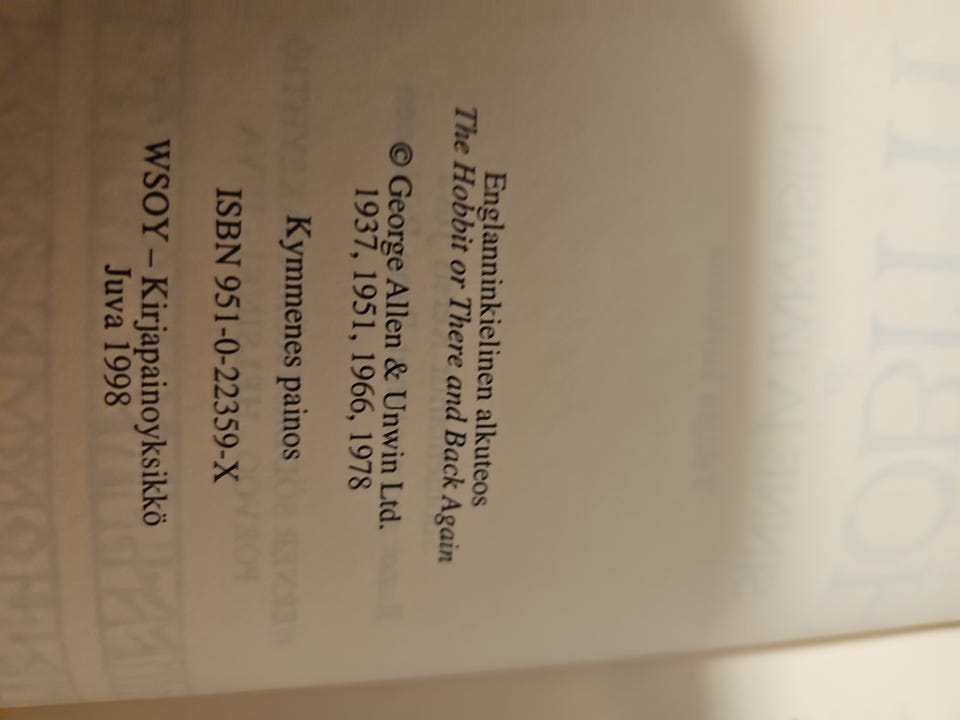 Englanninkielinen alkuteos
The Hobbit or There and Back Again
© George Allen & Unwin Ltd.
1937, 1951, 1966, 1978
Kymmenes painos
ISBN 951-0-22359-X
WSOY – Kirjapainoyksikkö
Juva 1998